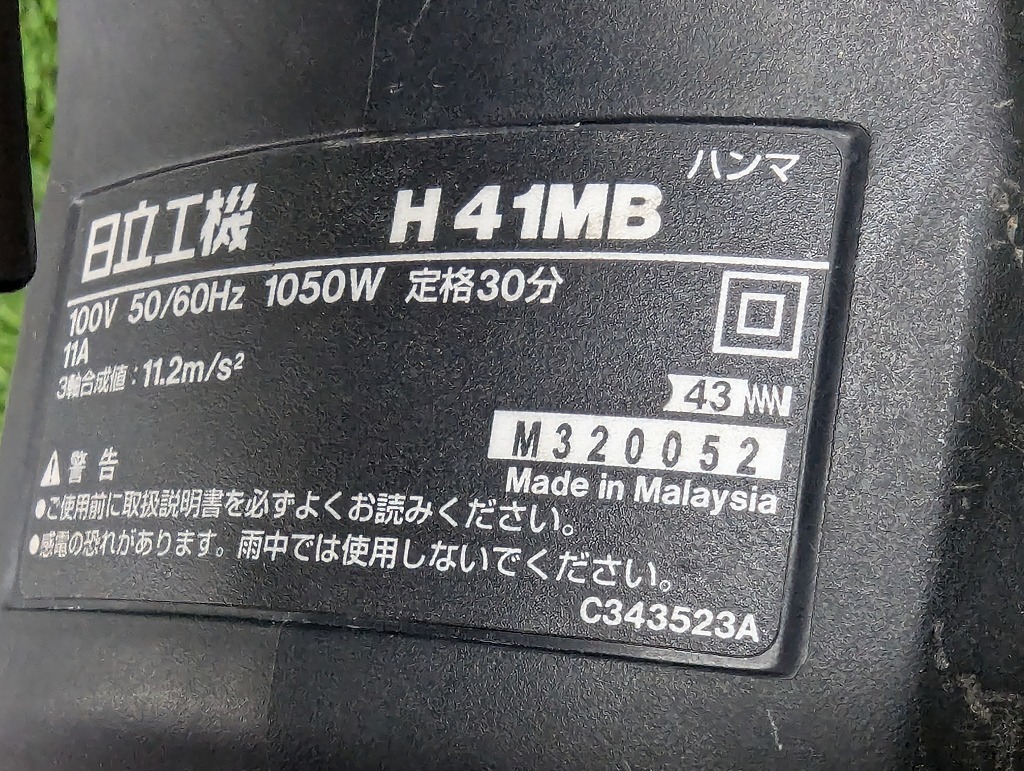 ハンマ
日立工機 H41MB
100V 50/60Hz 1050W 定格30分
11A
3軸合成値：11.2m/s²
43
M320052
Made in Malaysia
警告
●ご使用前に取扱説明書を必ずよくお読みください。
●感電の恐れがあります。雨中では使用しないでください。
C343523A